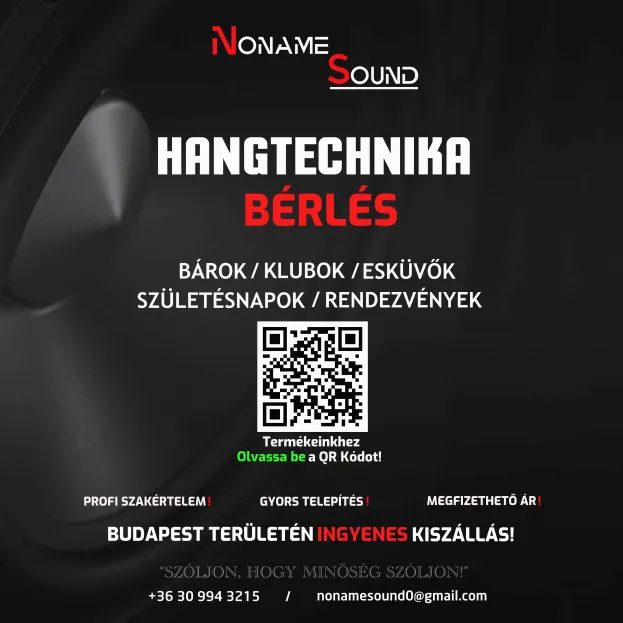 NONAME
SOUND
HANGTECHNIKA
BÉRLÉS
BÁROK / KLUBOK / ESKÜVŐK
SZÜLETÉSNAPOK / RENDEZVÉNYEK
Termékeinkhez
Olvassa be a QR Kódot!
PROFI SZAKÉRTELEM! GYORS TELEPÍTÉS! MEGFIZETHETŐ ÁR!
BUDAPEST TERÜLETÉN INGYENES KISZÁLLÁS!
"SZÓLJON, HOGY MINŐSÉG SZÓLJON!"
+36 30 994 3215 / nonamesound0@gmail.com